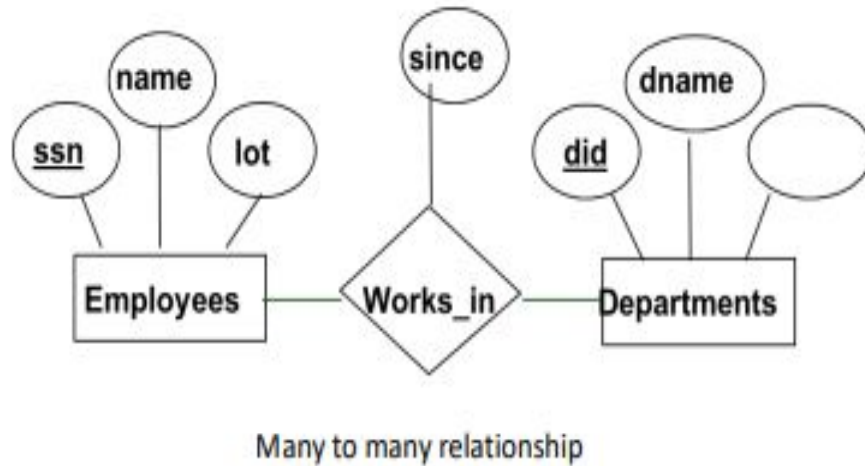 name
since
dname
ssn
lot
did
Employees
Works_in
Departments
Many to many relationship